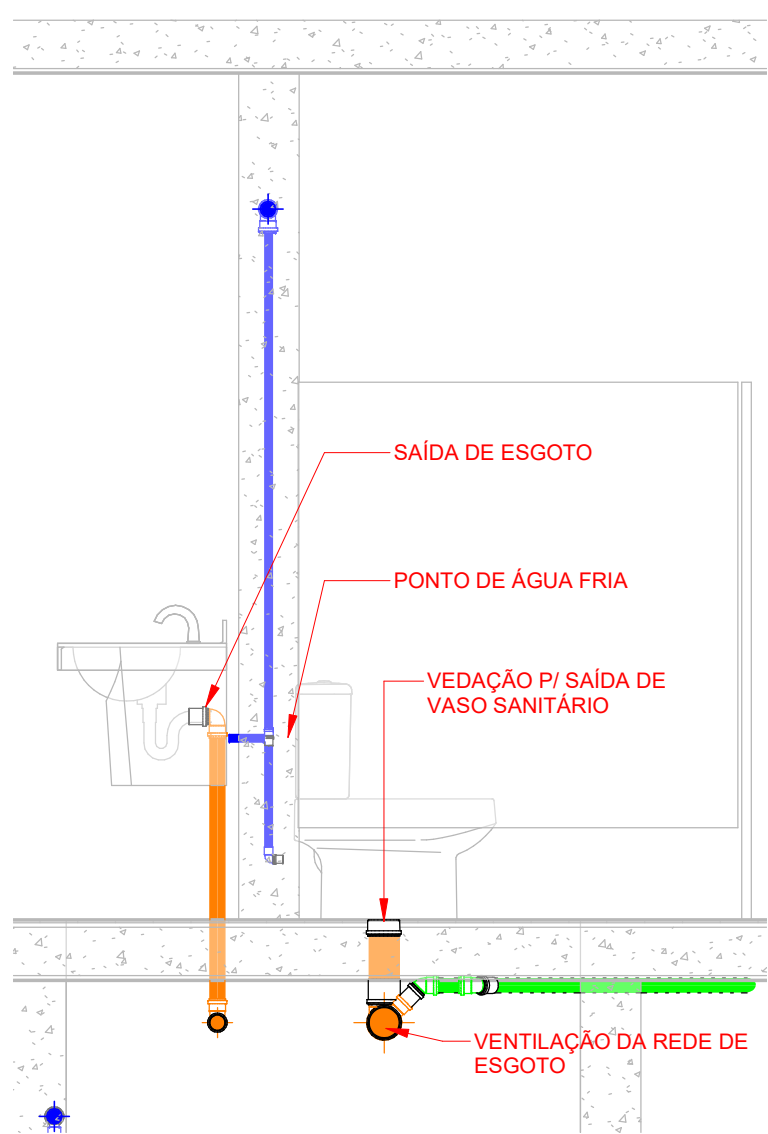 SAÍDA DE ESGOTO
PONTO DE ÁGUA FRIA
VEDAÇÃO P/ SAÍDA DE
VASO SANITÁRIO
VENTILAÇÃO DA REDE DE
ESGOTO